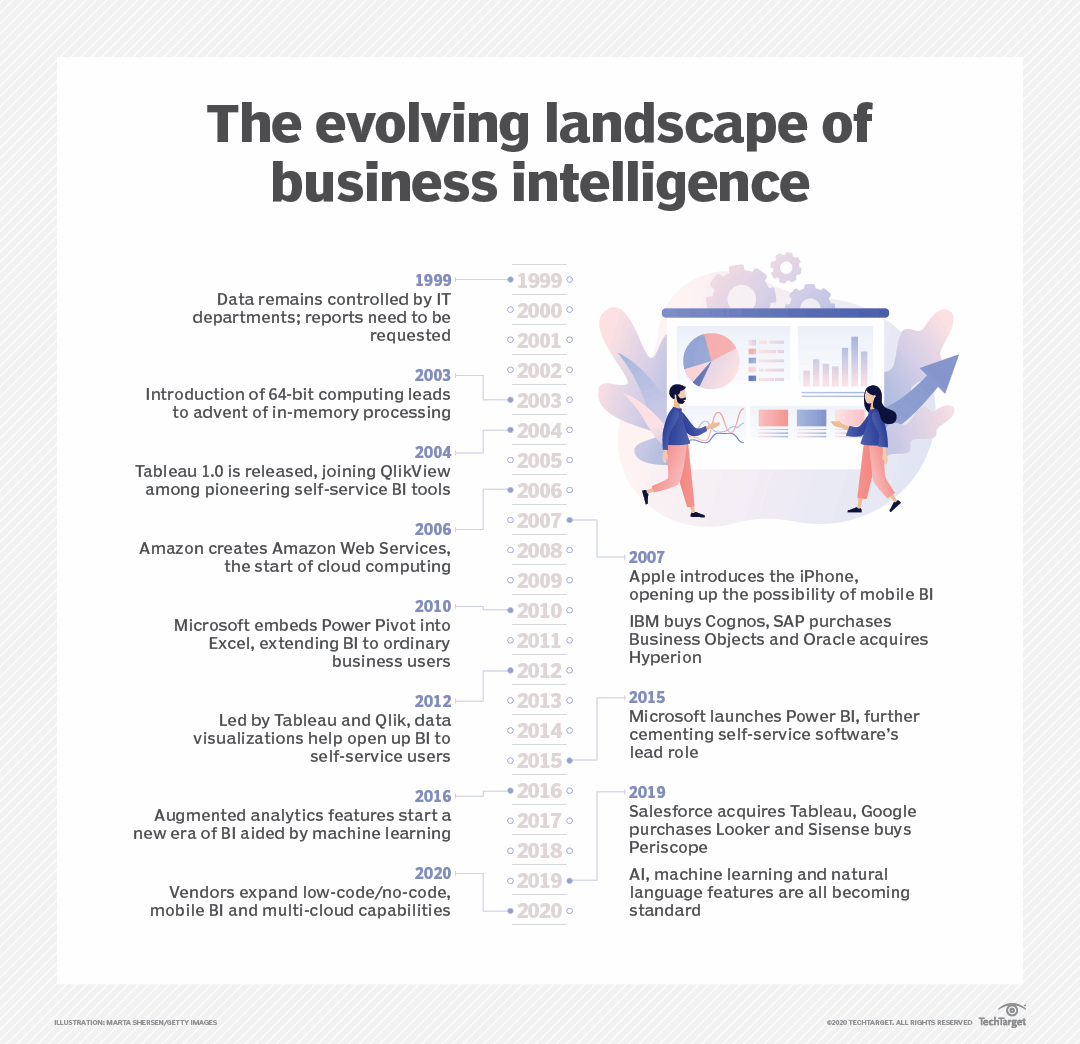 The evolving landscape of
business intelligence
1999
Data remains controlled by IT
departments; reports need to be
requested
2003
Introduction of 64-bit computing leads
to advent of in-memory processing
2004
Tableau 1.0 is released, joining QlikView
among pioneering self-service BI tools
2006
Amazon creates Amazon Web Services,
the start of cloud computing
2010
Microsoft embeds Power Pivot into
Excel, extending BI to ordinary
business users
2012
Led by Tableau and Qlik, data
visualizations help open up BI to
self-service users
2016
Augmented analytics features start a
new era of BI aided by machine learning
2020
Vendors expand low-code/no-code,
mobile BI and multi-cloud capabilities
1999
2000
2001
2002
2003
2004
2005
2006
2007
2008
2009
2010
2011
2012
2013
2014
2015
2016
2017
2018
2019
2020
2007
Apple introduces the iPhone,
opening up the possibility of mobile BI
IBM buys Cognos, SAP purchases
Business Objects and Oracle acquires
Hyperion
2015
Microsoft launches Power BI, further
cementing self-service software's
lead role
2019
Salesforce acquires Tableau, Google
purchases Looker and Sisense buys
Periscope
AI, machine learning and natural
language features are all becoming
standard
ILLUSTRATION: MARTA SHERSEN/GETTY IMAGES
©2020 TECHTARGET. ALL RIGHTS RESERVED
TechTarget